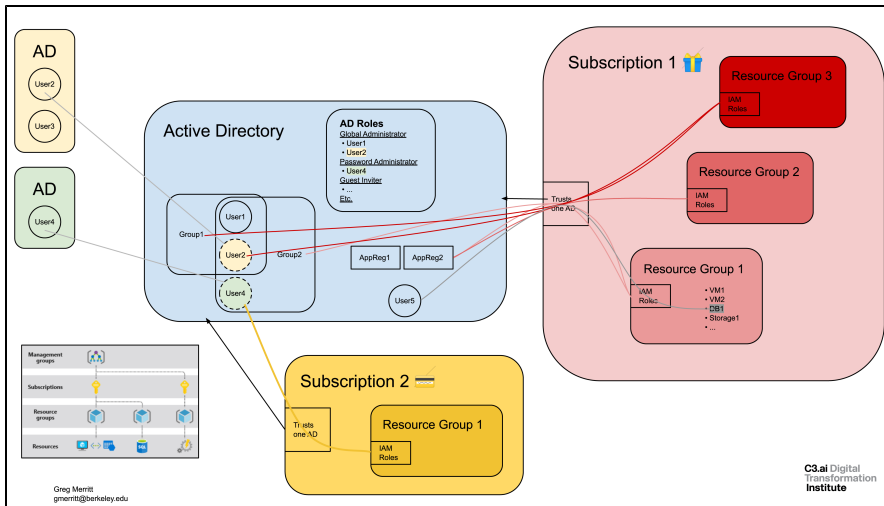 AD
User2
User3
AD
User4
Active Directory
AD Roles
Global Administrator
• User1
• User2
Password Administrator
• User4
Guest Inviter
• ...
Etc.
Group1
User1
User2
Group2
User4
AppReg1
AppReg2
User5
Subscription 1
Trusts
one AD
Resource Group 3
IAM
Roles
Resource Group 2
IAM
Roles
Resource Group 1
IAM
Roles
• VM1
• VM2
• DB1
• Storage1
• ...
Subscription 2
Trusts
one AD
Resource Group 1
IAM
Roles
Management
groups
Subscriptions
Resource
groups
Resources
Greg Merritt
gmerritt@berkeley.edu
C3.ai Digital
Transformation
Institute